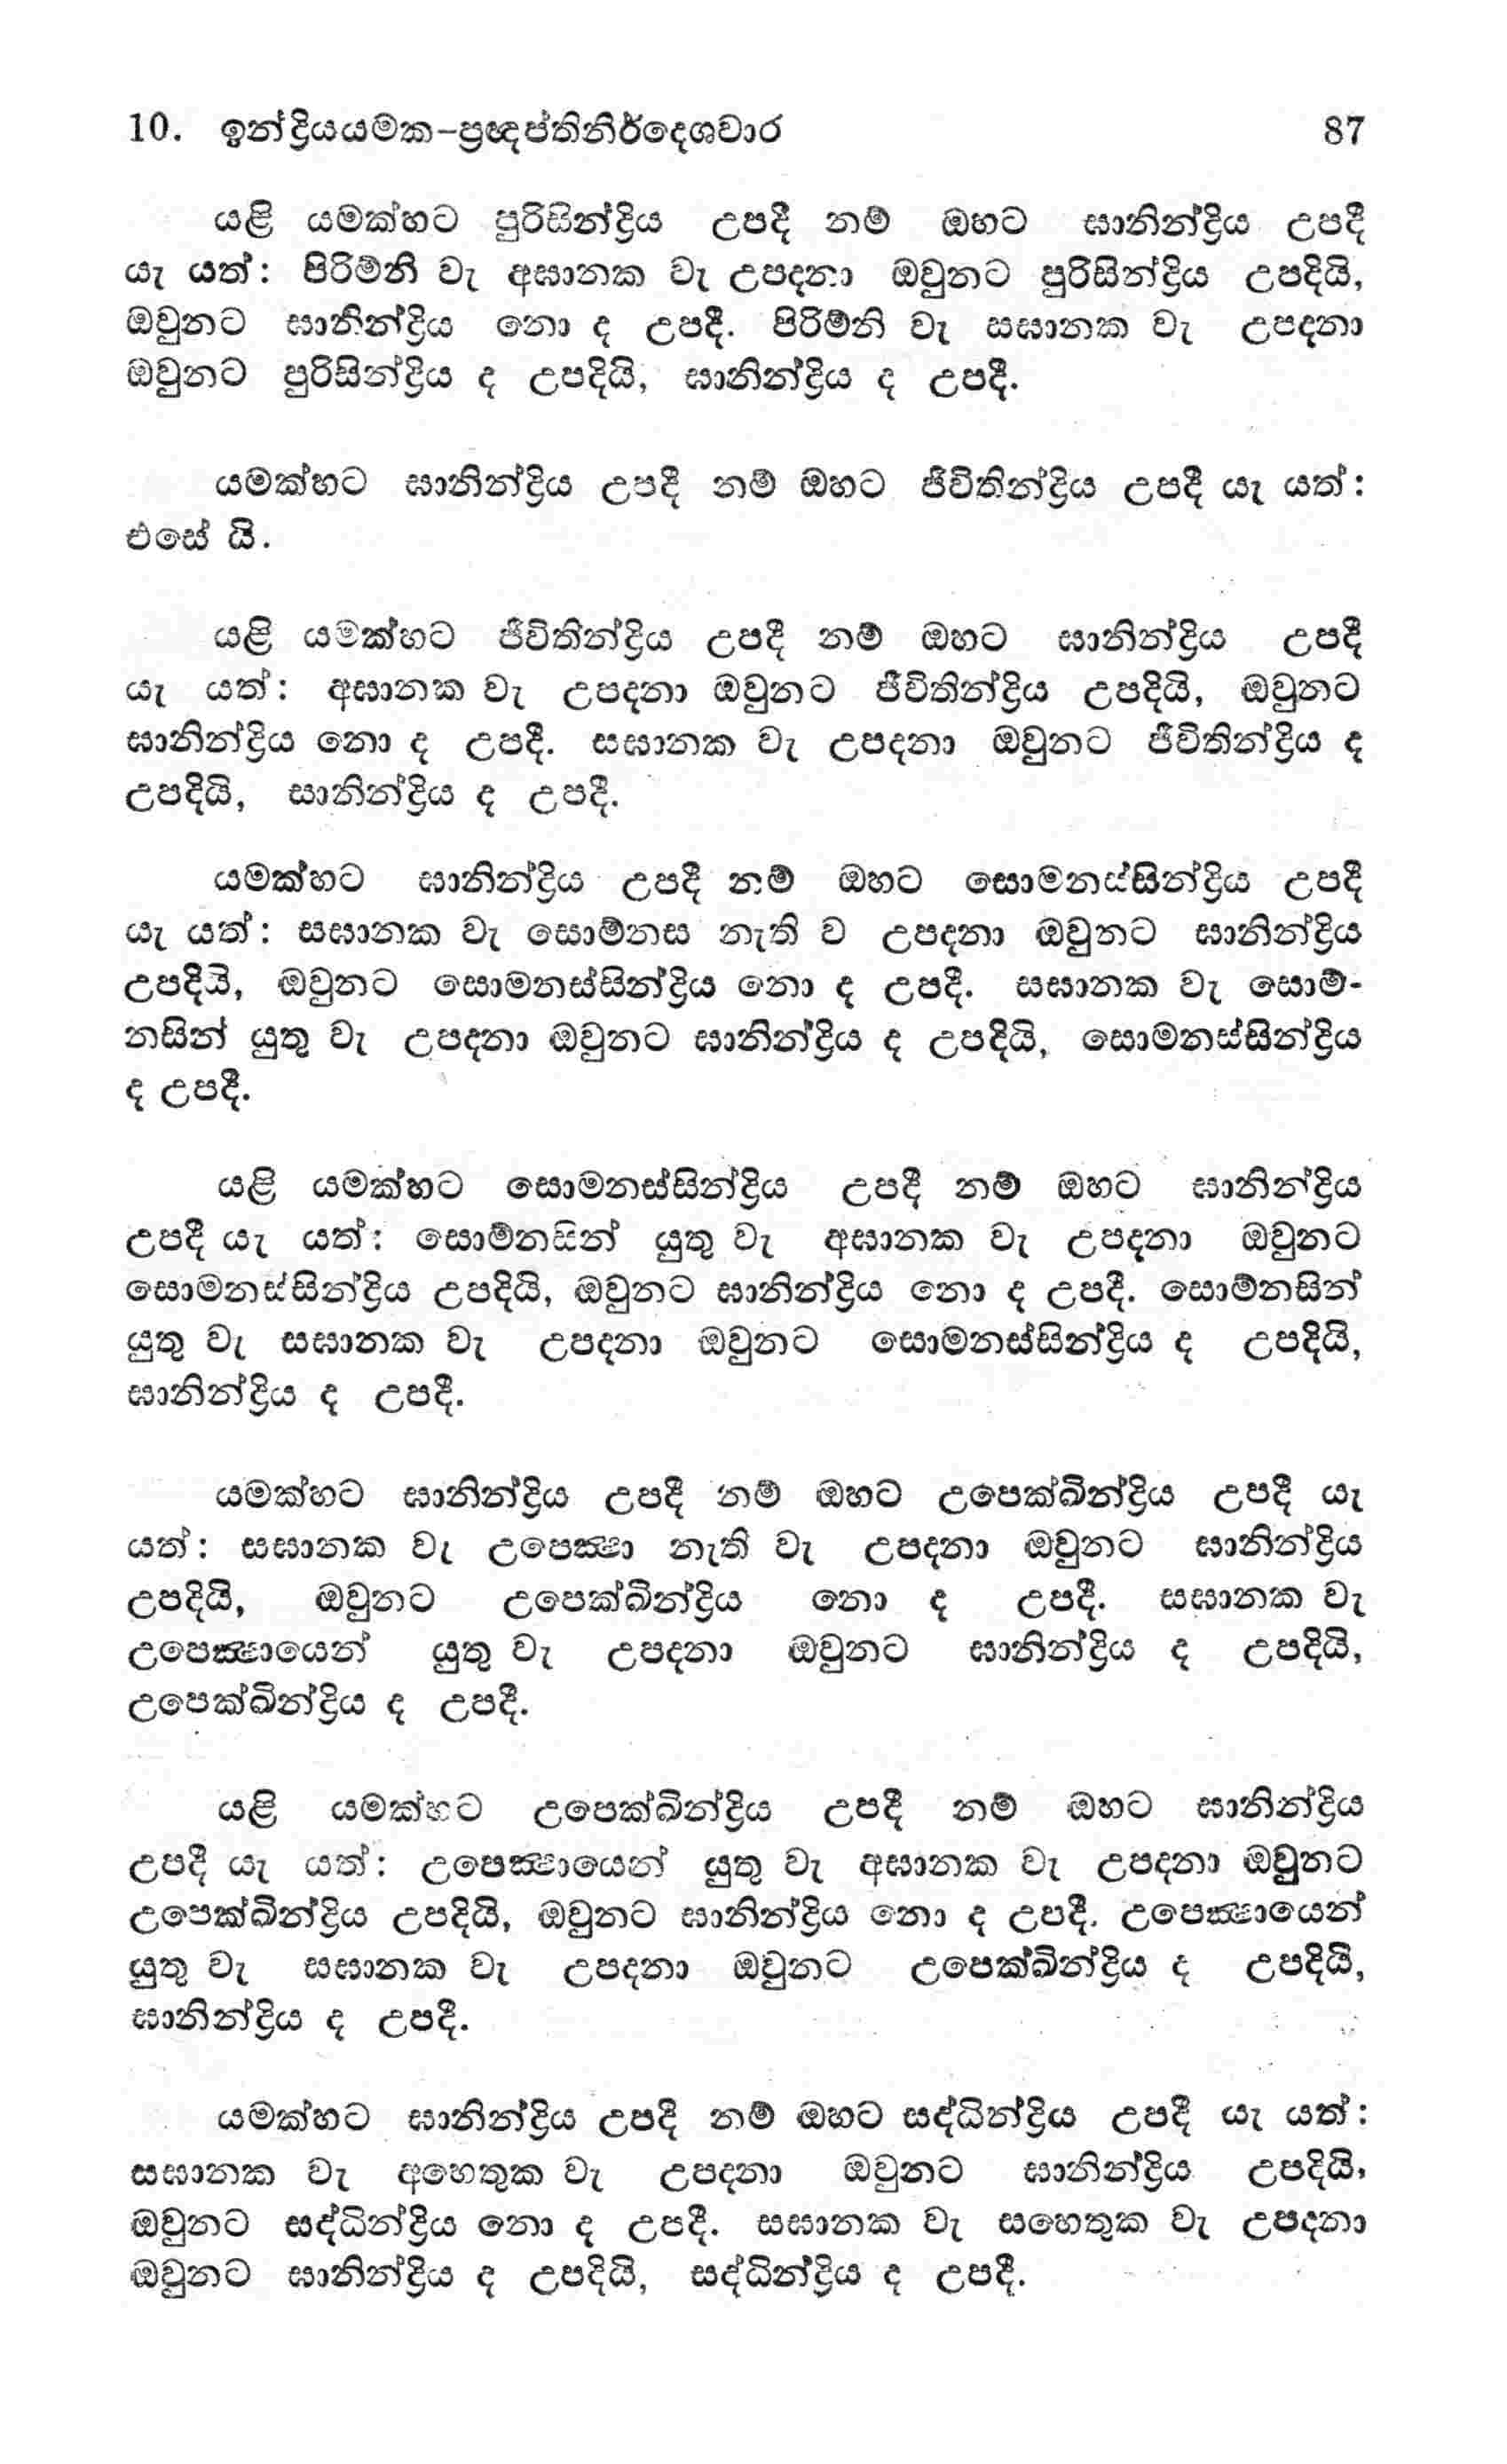 10. ඉන්ද්‍රියයමක-ප්‍රඥප්තිනිර්දෙශවාර 87
යළි යමක්හට පුරිසින්ද්‍රිය උපදී නම් ඔහට ඝානින්ද්‍රිය උපදී
යැ යත්: පිරිම්නි වැ අඝානක වැ උපදනා ඔවුනට පුරිසින්ද්‍රිය උපදියි,
ඔවුනට ඝානින්ද්‍රිය නො ද උපදී. පිරිම්නි වැ සඝානක වැ උපදනා
ඔවුනට පුරිසින්ද්‍රිය ද උපදියි, ඝානින්ද්‍රිය ද උපදී.
යමක්හට ඝානින්ද්‍රිය උපදී නම් ඔහට ජීවිතින්ද්‍රිය උපදී යැ යත්:
එසේ යි.
යළි යමක්හට ජීවිතින්ද්‍රිය උපදී නම් ඔහට ඝානින්ද්‍රිය උපදී
යැ යත්: අඝානක වැ උපදනා ඔවුනට ජීවිතින්ද්‍රිය උපදියි, ඔවුනට
ඝානින්ද්‍රිය නො ද උපදී. සඝානක වැ උපදනා ඔවුනට ජීවිතින්ද්‍රිය ද
උපදියි, ඝානින්ද්‍රිය ද උපදී.
යමක්හට ඝානින්ද්‍රිය උපදී නම් ඔහට සොමනස්සින්ද්‍රිය උපදී
යැ යත්: සඝානක වැ සොම්නස නැති ව උපදනා ඔවුනට ඝානින්ද්‍රිය
උපදියි, ඔවුනට සොමනස්සින්ද්‍රිය නො ද උපදී. සඝානක වැ සොම්-
නසින් යුතු වැ උපදනා ඔවුනට ඝානින්ද්‍රිය ද උපදියි, සොමනස්සින්ද්‍රිය
ද උපදී.
යළි යමක්හට සොමනස්සින්ද්‍රිය උපදී නම් ඔහට ඝානින්ද්‍රිය
උපදී යැ යත්: සොම්නසින් යුතු වැ අඝානක වැ උපදනා ඔවුනට
සොමනස්සින්ද්‍රිය උපදියි, ඔවුනට ඝානින්ද්‍රිය නො ද උපදී. සොම්නසින්
යුතු වැ සඝානක වැ උපදනා ඔවුනට සොමනස්සින්ද්‍රිය ද උපදියි,
ඝානින්ද්‍රිය ද උපදී.
යමක්හට ඝානින්ද්‍රිය උපදී නම් ඔහට උපෙක්ඛින්ද්‍රිය උපදී යැ
යත්: සඝානක වැ උපෙක්‍ෂා නැති වැ උපදනා ඔවුනට ඝානින්ද්‍රිය
උපදියි, ඔවුනට උපෙක්ඛින්ද්‍රිය නො ද උපදී. සඝානක වැ
උපෙක්‍ෂායෙන් යුතු වැ උපදනා ඔවුනට ඝානින්ද්‍රිය ද උපදියි,
උපෙක්ඛින්ද්‍රිය ද උපදී.
යළි යමක්හට උපෙක්ඛින්ද්‍රිය උපදී නම් ඔහට ඝානින්ද්‍රිය
උපදී යැ යත්: උපෙක්‍ෂායෙන් යුතු වැ අඝානක වැ උපදනා ඔවුනට
උපෙක්ඛින්ද්‍රිය උපදියි, ඔවුනට ඝානින්ද්‍රිය නො ද උපදී. උපෙක්‍ෂායෙන්
යුතු වැ සඝානක වැ උපදනා ඔවුනට උපෙක්ඛින්ද්‍රිය ද උපදියි,
ඝානින්ද්‍රිය ද උපදී.
යමක්හට ඝානින්ද්‍රිය උපදි නම් ඔහට සද්ධින්ද්‍රිය උපදී යැ යත්:
සඝානක වැ අහෙතුක වැ උපදනා ඔවුනට ඝානින්ද්‍රිය උපදියි,
ඔවුනට සද්ධින්ද්‍රිය නො ද උපදී. සඝානක වැ සහෙතුක වැ උපදනා
ඔවුනට ඝානින්ද්‍රිය ද උපදියි, සද්ධින්ද්‍රිය ද උපදී.